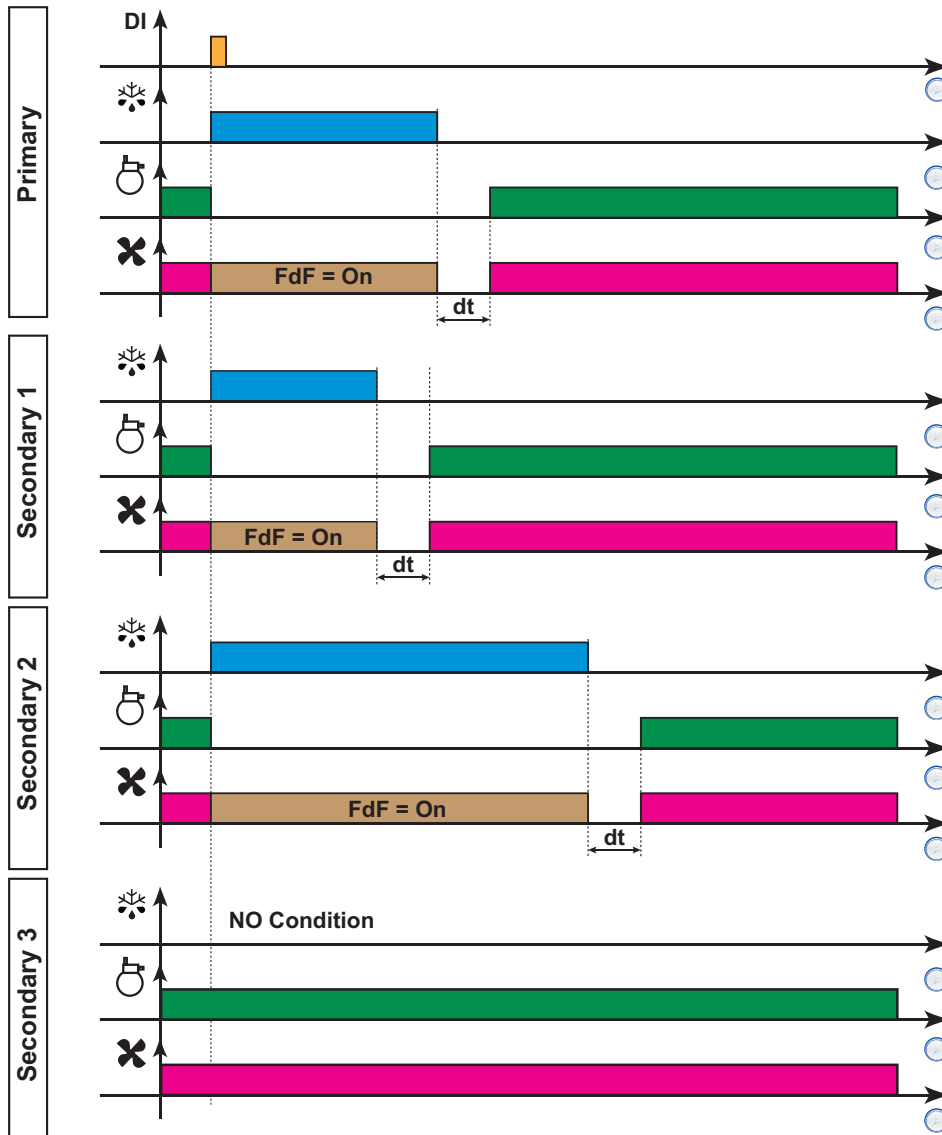 Primary
DI
FdF = On
dt
Secondary 1
FdF = On
dt
Secondary 2
FdF = On
dt
Secondary 3
NO Condition